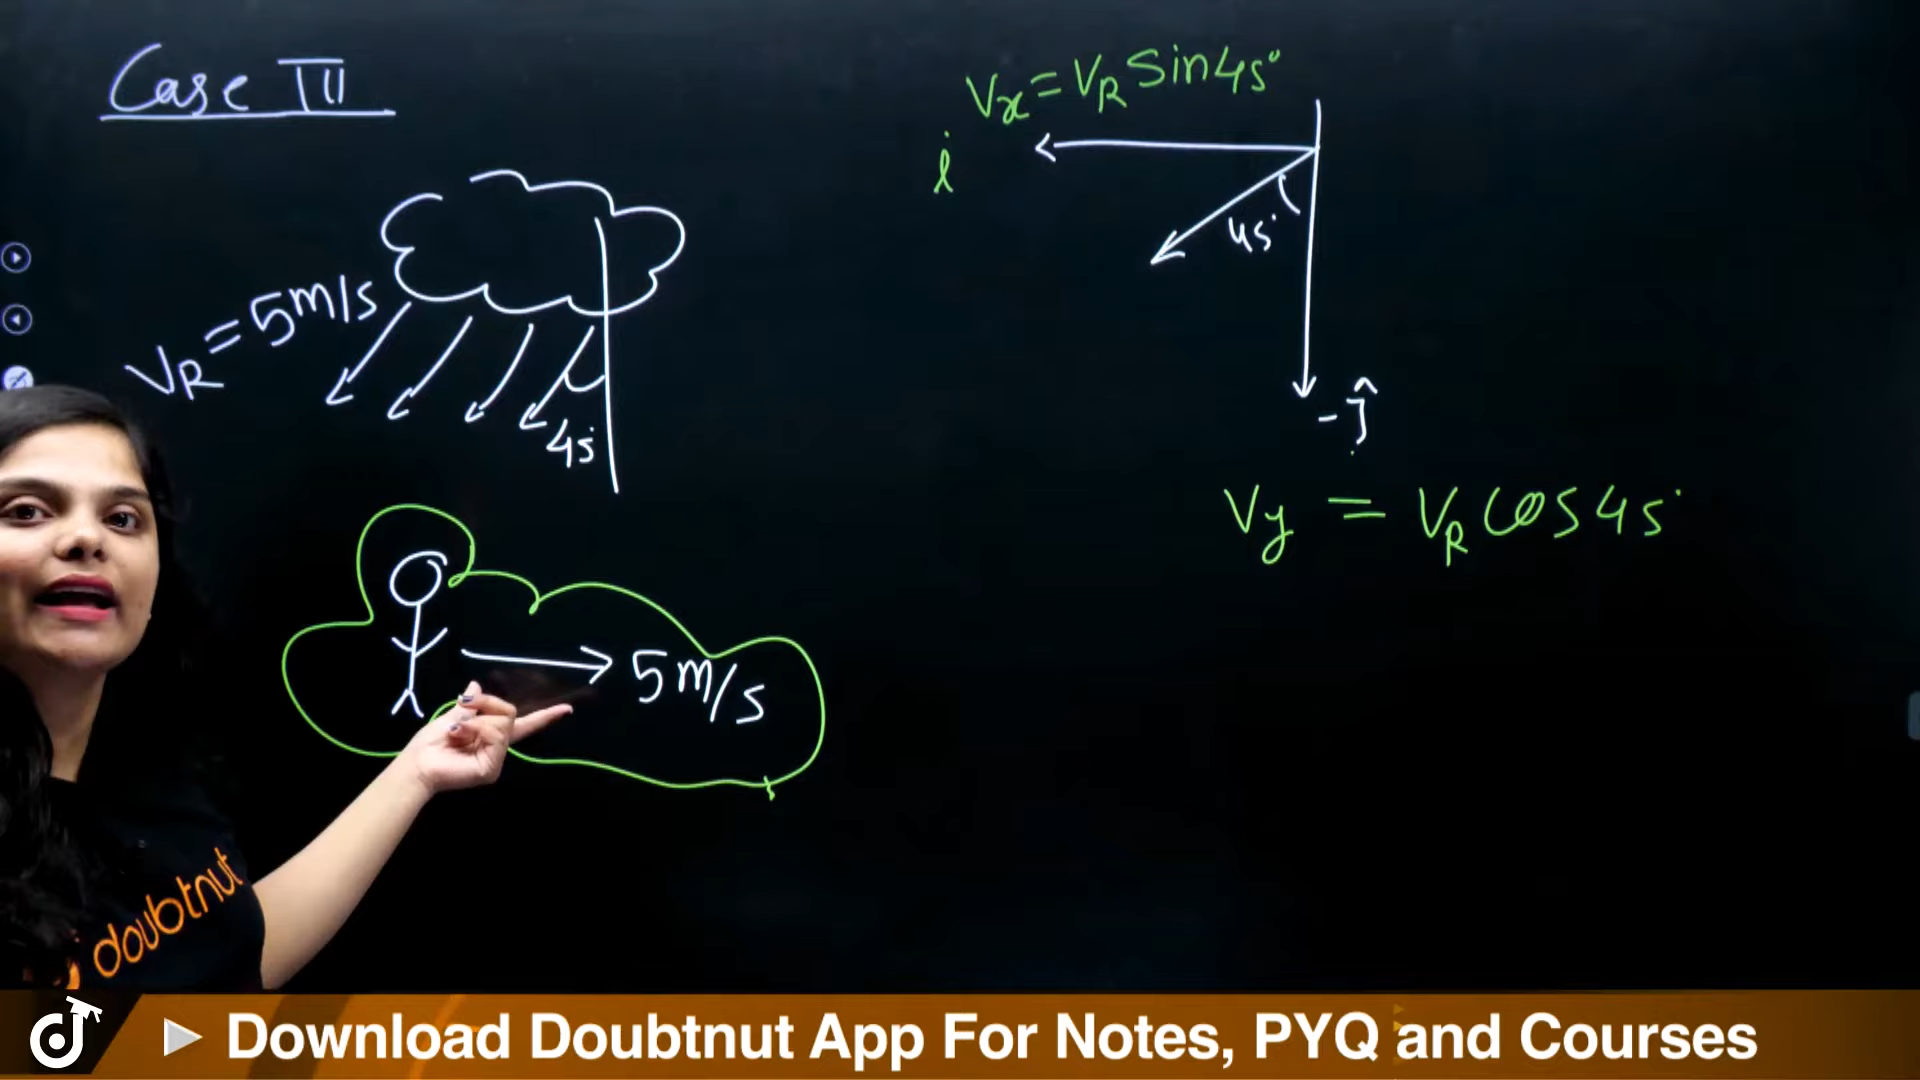 Case III
Vx = VR Sin45°
i
45°
VR = 5m/s
45
-ĵ
Vy = VR cos45°
5m/s
doubtnut
Download Doubtnut App For Notes, PYQ and Courses